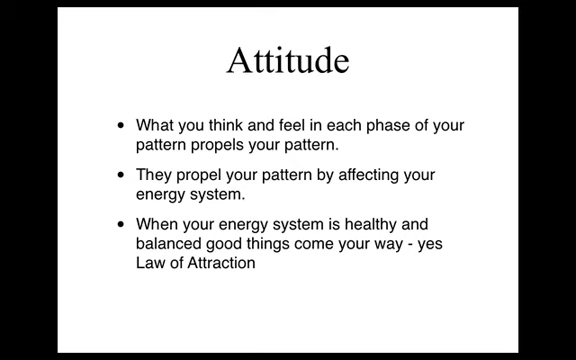 Attitude
• What you think and feel in each phase of your
pattern propels your pattern.
• They propel your pattern by affecting your
energy system.
• When your energy system is healthy and
balanced good things come your way - yes
Law of Attraction